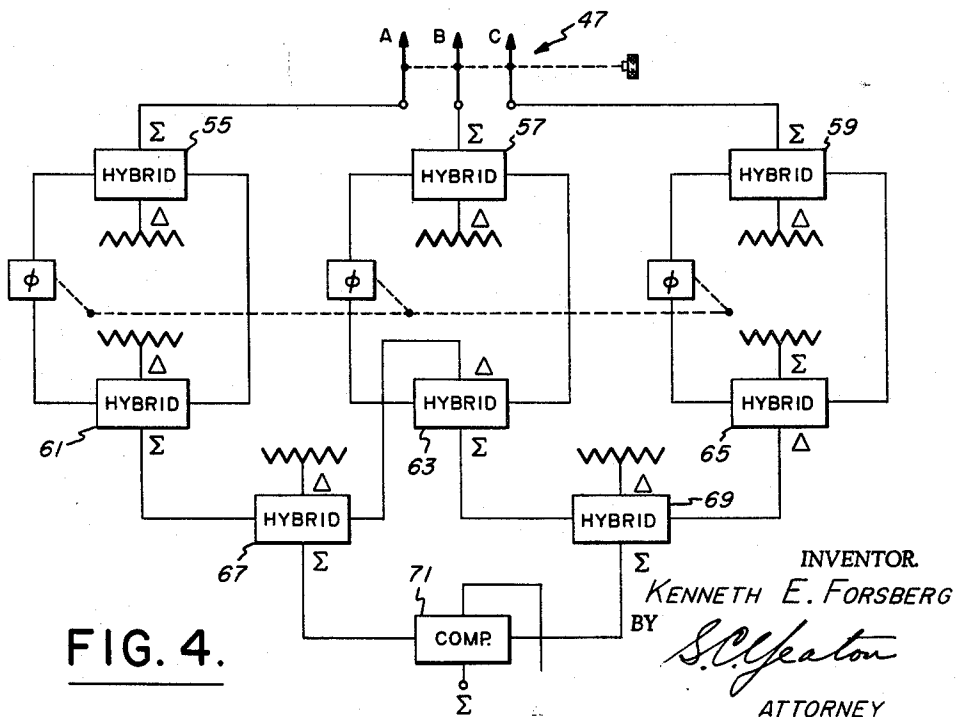 A B C 47
Σ 55 Σ 57 Σ 59
HYBRID HYBRID HYBRID
Δ Δ Δ
ϕ ϕ ϕ
Δ Δ Σ
HYBRID HYBRID HYBRID
61 Σ 63 Σ 65 Δ
Δ Δ 69
HYBRID HYBRID
67 Σ Σ
71
COMP.
Σ
FIG. 4.
INVENTOR.
KENNETH E. FORSBERG
BY
S.C. Yeaton
ATTORNEY